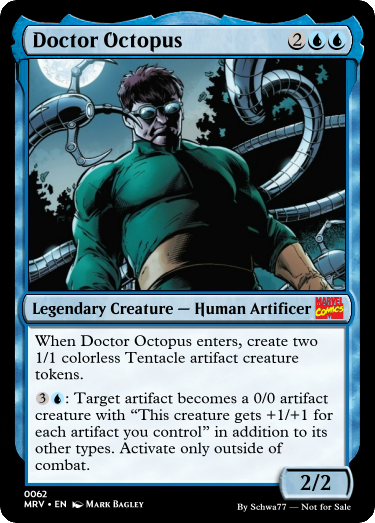 Doctor Octopus 2
Legendary Creature — Human Artificer MARVEL COMICS
When Doctor Octopus enters, create two
1/1 colorless Tentacle artifact creature
tokens.
3: Target artifact becomes a 0/0 artifact
creature with “This creature gets +1/+1 for
each artifact you control” in addition to its
other types. Activate only outside of
combat.
2/2
0062
MRV • EN Mark Bagley
By Schwa77 — Not for Sale